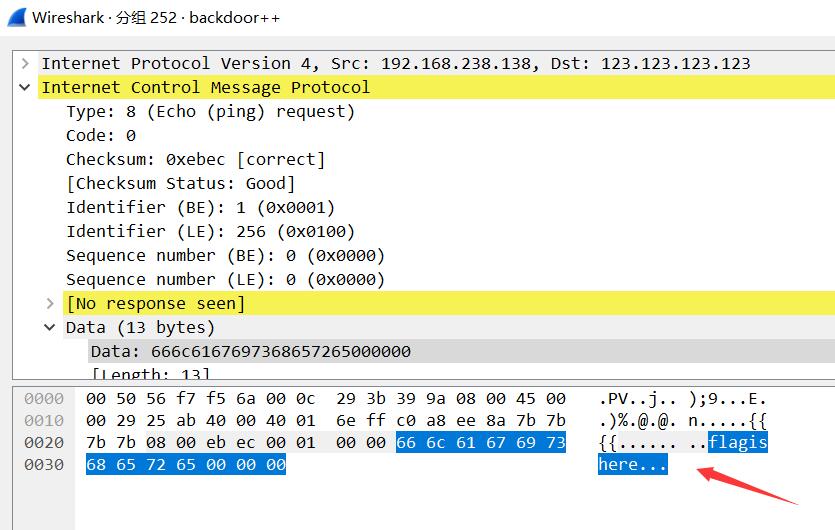 Wireshark · 分组 252 · backdoor++
Internet Protocol Version 4, Src: 192.168.238.138, Dst: 123.123.123.123
Internet Control Message Protocol
Type: 8 (Echo (ping) request)
Code: 0
Checksum: 0xebec [correct]
[Checksum Status: Good]
Identifier (BE): 1 (0x0001)
Identifier (LE): 256 (0x0100)
Sequence number (BE): 0 (0x0000)
Sequence number (LE): 0 (0x0000)
[No response seen]
Data (13 bytes)
Data: 666c6167697368657265000000
[Length: 13]
0000 00 50 56 f7 f5 6a 00 0c 29 3b 39 9a 08 00 45 00 .PV..j.. );9...E.
0010 00 29 25 ab 40 00 40 01 6e ff c0 a8 ee 8a 7b 7b .)%.@.@. n.....{{
0020 7b 7b 08 00 eb ec 00 01 00 00 66 6c 61 67 69 73 {{...... ..flagis
0030 68 65 72 65 00 00 00 here...